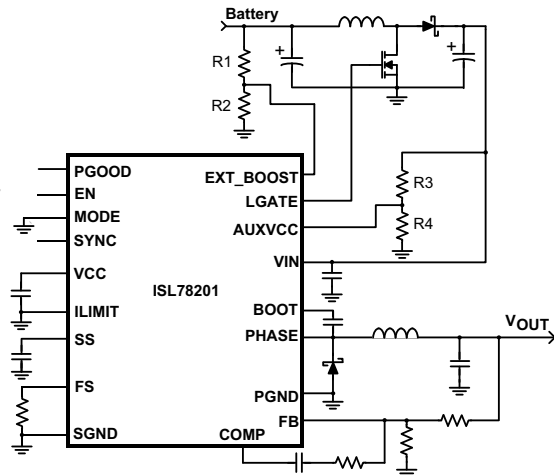 Battery
R1
R2
PGOOD
EN
MODE
SYNC
VCC
ILIMIT
SS
FS
SGND
ISL78201
EXT_BOOST
LGATE
AUXVCC
VIN
BOOT
PHASE
PGND
FB
COMP
R3
R4
VOUT
+
+